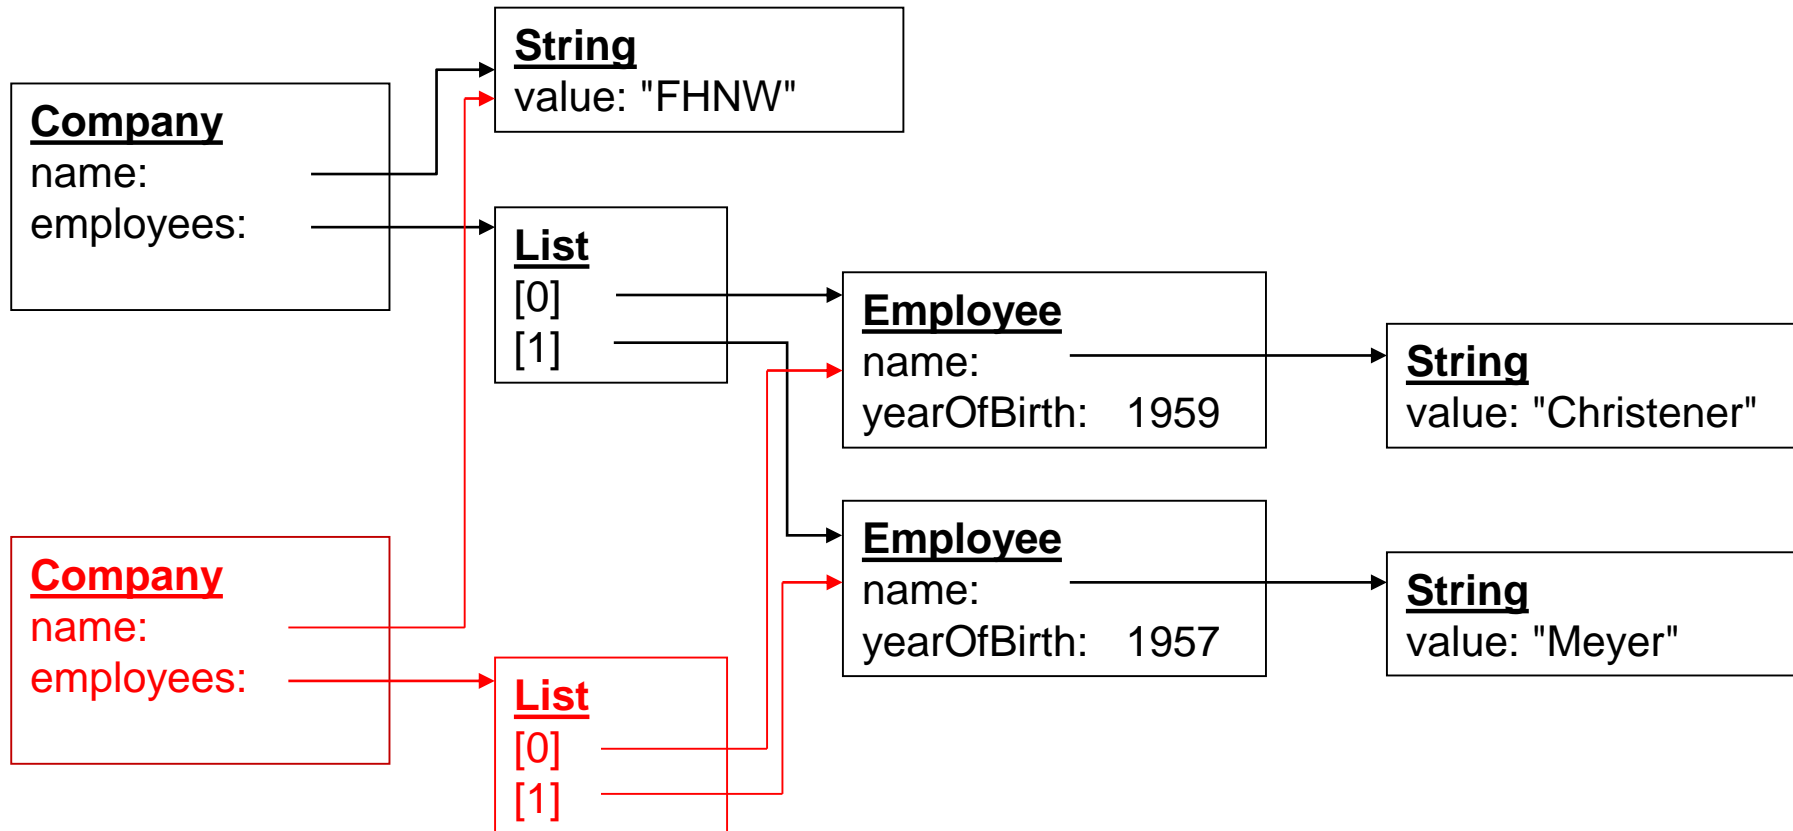 String
value: "FHNW"
Company
name:
employees:
List
[0]
[1]
Employee
name:
yearOfBirth: 1959
String
value: "Christener"
Employee
name:
yearOfBirth: 1957
String
value: "Meyer"
Company
name:
employees:
List
[0]
[1]